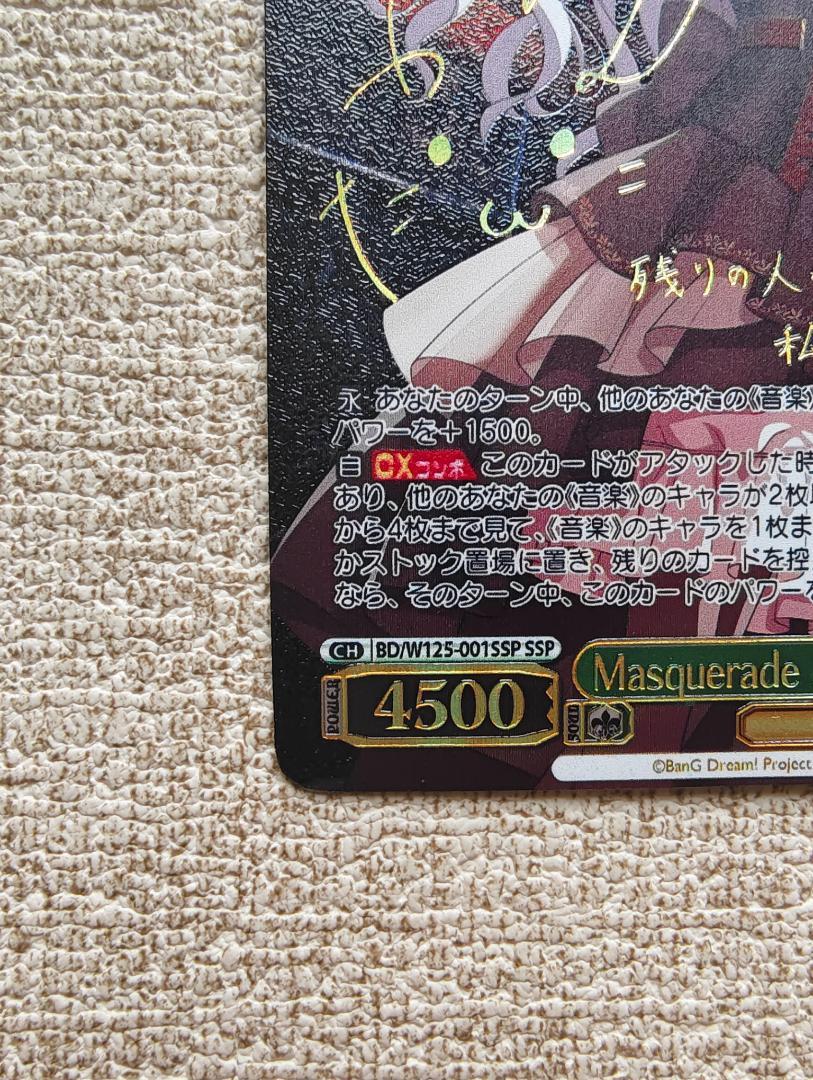 残りの人
私
永 あなたのターン中、他のあなたの《音楽》
パワーを+1500。
自 CXコンボ このカードがアタックした時
あり、他のあなたの《音楽》のキャラが2枚以
から4枚まで見て、《音楽》のキャラを1枚ま
かストック置場に置き、残りのカードを控
なら、そのターン中、このカードのパワーを
CH BD/W125-001SSP SSP
Masquerade
POWER 4500
SOUL
©BanG Dream! Project